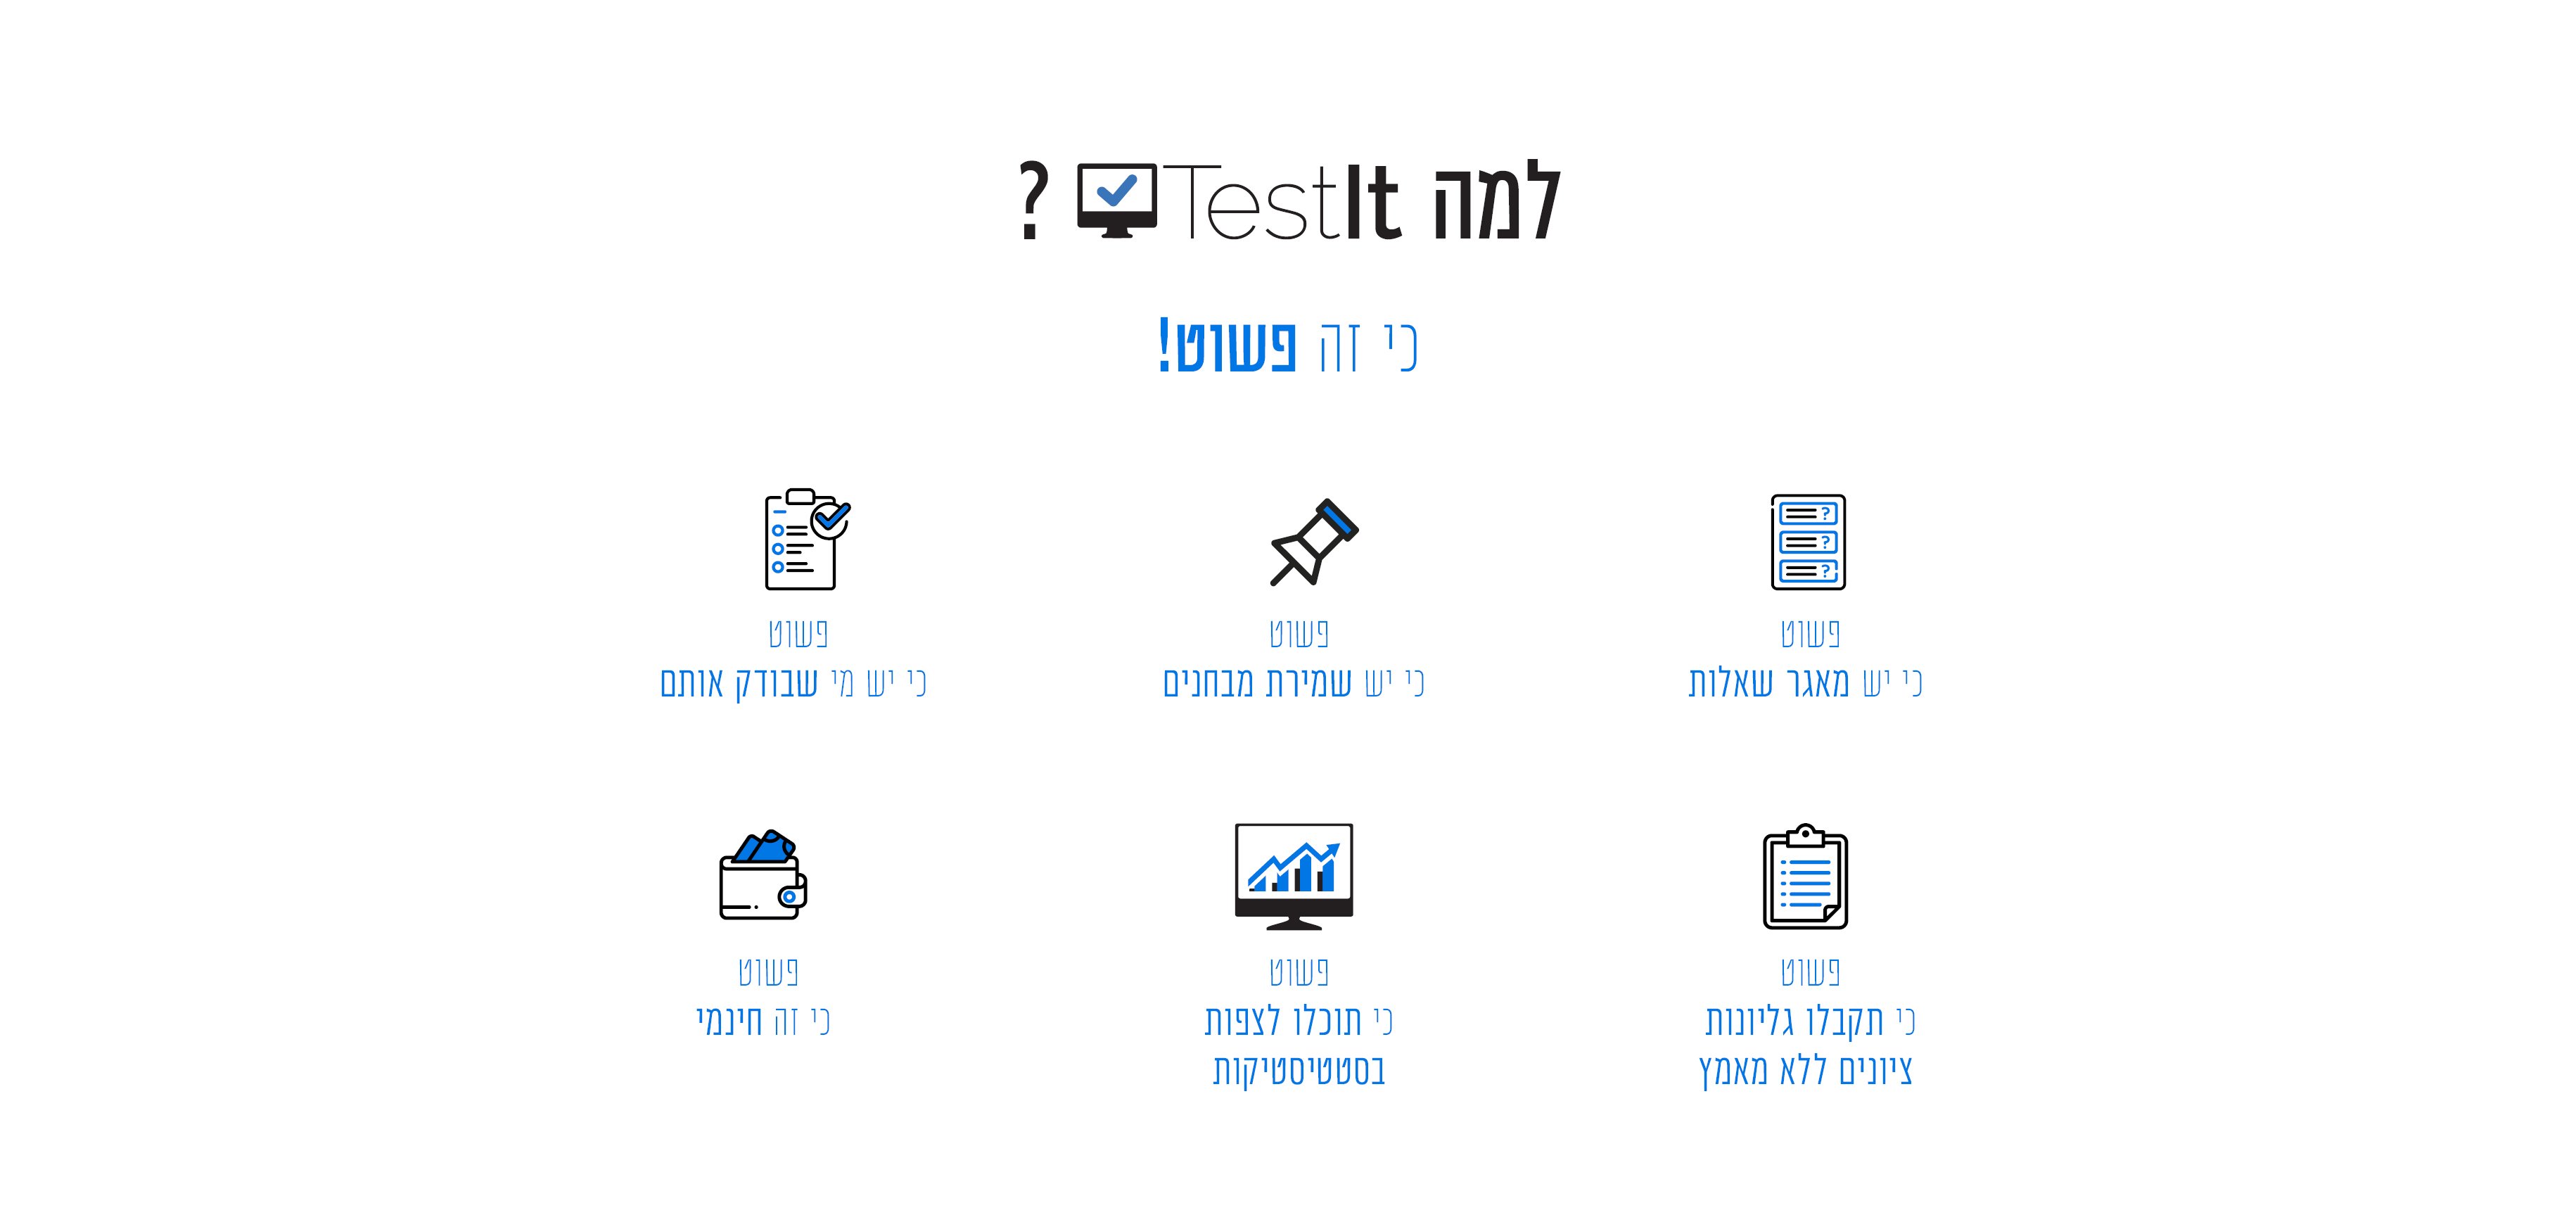 למה TestIt ?
כי זה פשוט!
פשוט
כי יש מאגר שאלות
פשוט
כי יש שמירת מבחנים
פשוט
כי יש מי שבודק אותם
פשוט
כי תקבלו גליונות
ציונים ללא מאמץ
פשוט
כי תוכלו לצפות
בסטטיסטיקות
פשוט
כי זה חינמי